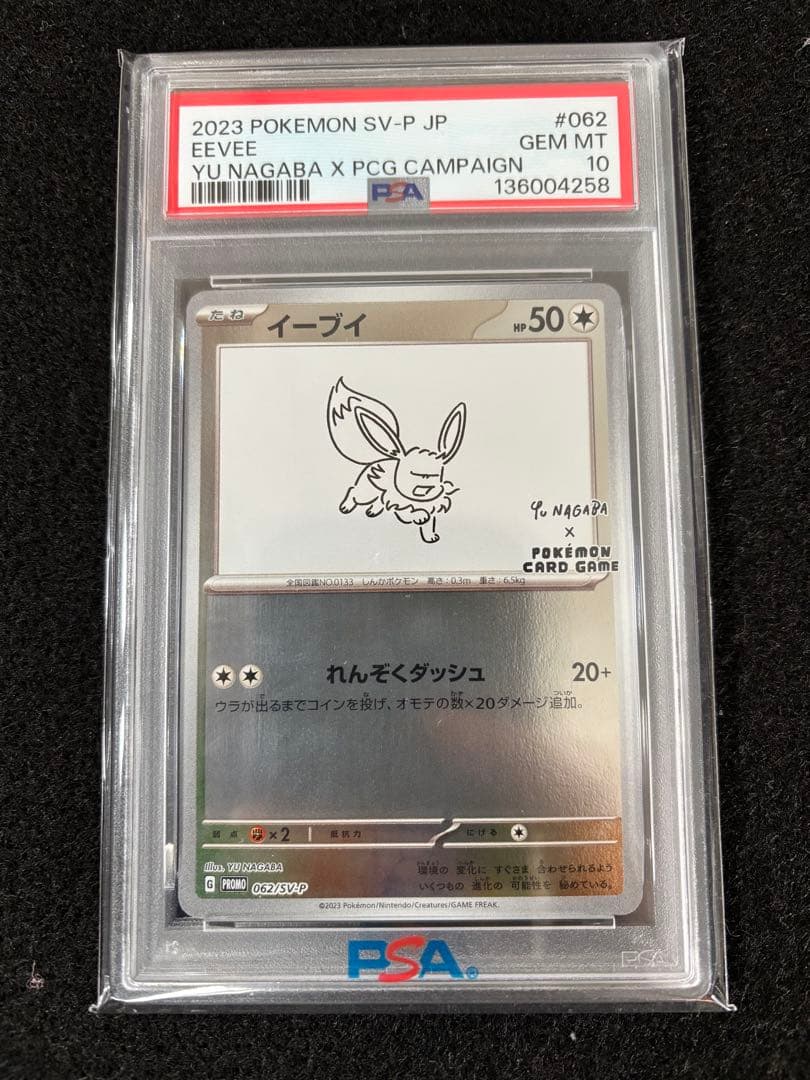 2023 POKEMON SV-P JP #062
EEVEE GEM MT
YU NAGABA X PCG CAMPAIGN 10
PSA 136004258
たね イーブイ HP50
YU NAGABA
X
POKÉMON
CARD GAME
全国図鑑NO.0133 しんかポケモン 高さ:0.3m 重さ:6.5kg
れんぞくダッシュ 20+
ウラが出るまでコインを投げ、オモテの数×20ダメージ追加。
弱点 ×2 抵抗力 にげる
Illus. YU NAGABA
G PROMO 062/SV-P
環境の 変化に すぐさま 合わせられるよう
いくつもの 進化の 可能性を 秘めている。
©2023 Pokémon/Nintendo/Creatures/GAME FREAK.
PSA®
PSA